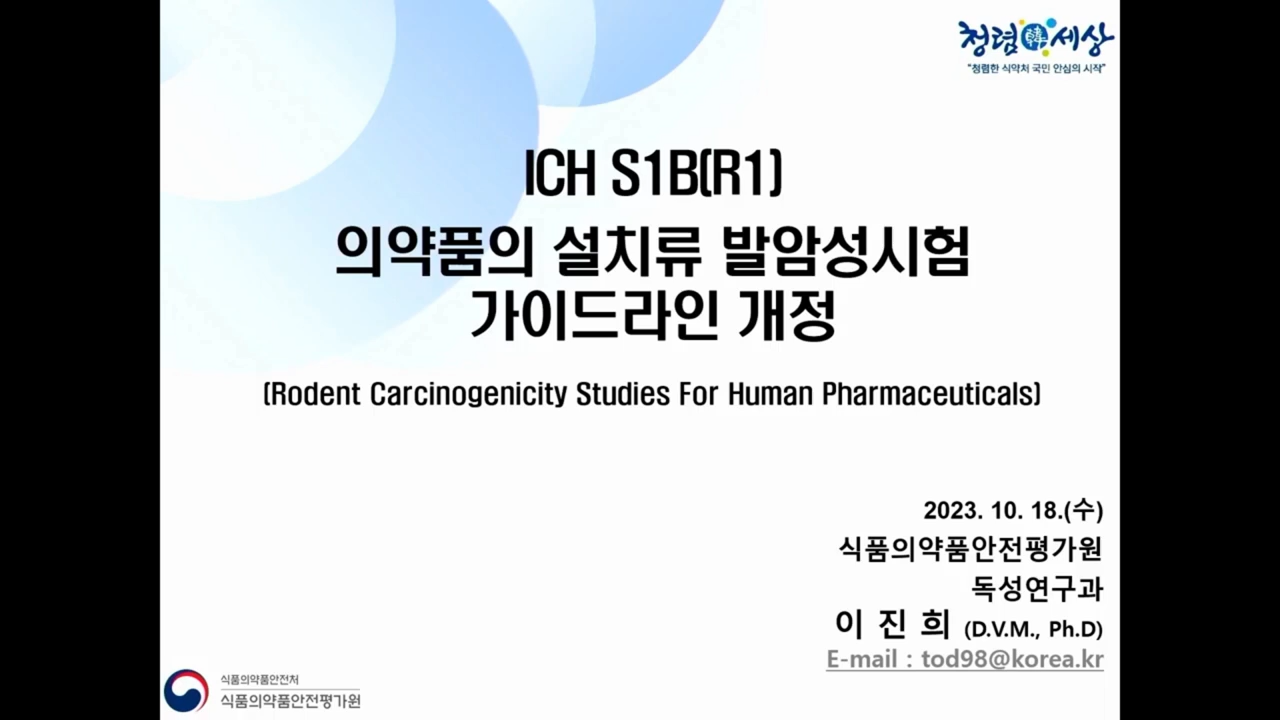 청렴韓세상
"청렴한 식약처 국민 안심의 시작"
ICH S1B(R1)
의약품의 설치류 발암성시험
가이드라인 개정
(Rodent Carcinogenicity Studies For Human Pharmaceuticals)
2023. 10. 18.(수)
식품의약품안전평가원
독성연구과
이 진 희 (D.V.M., Ph.D)
E-mail : tod98@korea.kr
식품의약품안전처
식품의약품안전평가원